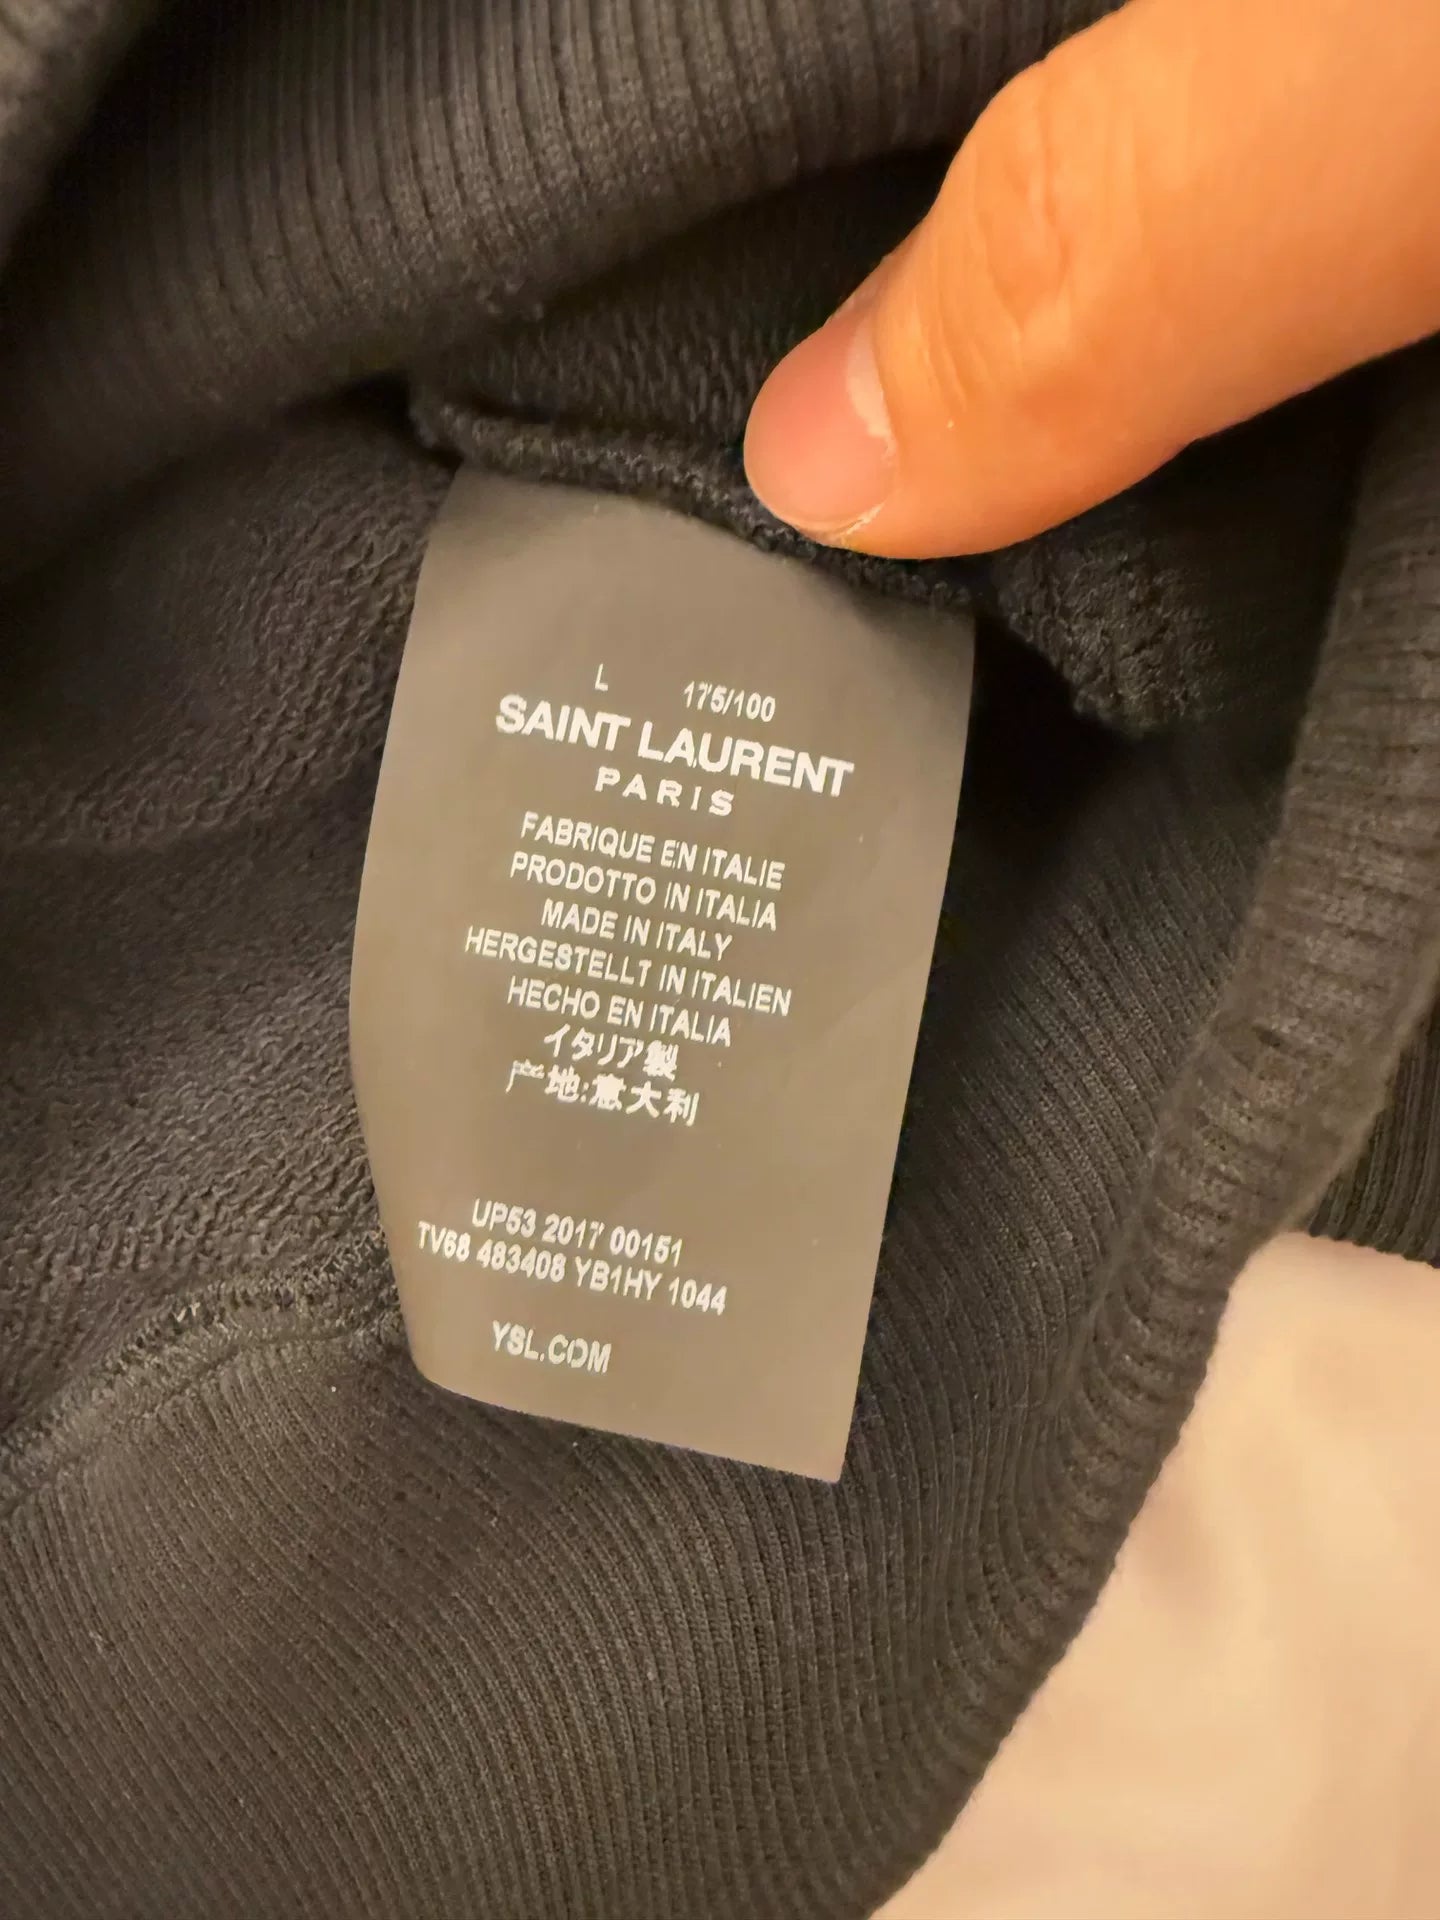 L 175/100
SAINT LAURENT
PARIS
FABRIQUE EN ITALIE
PRODOTTO IN ITALIA
MADE IN ITALY
HERGESTELLT IN ITALIEN
HECHO EN ITALIA
イタリア製
产地:意大利
UP53 2017 00151
TV68 483408 YB1HY 1044
YSL.COM